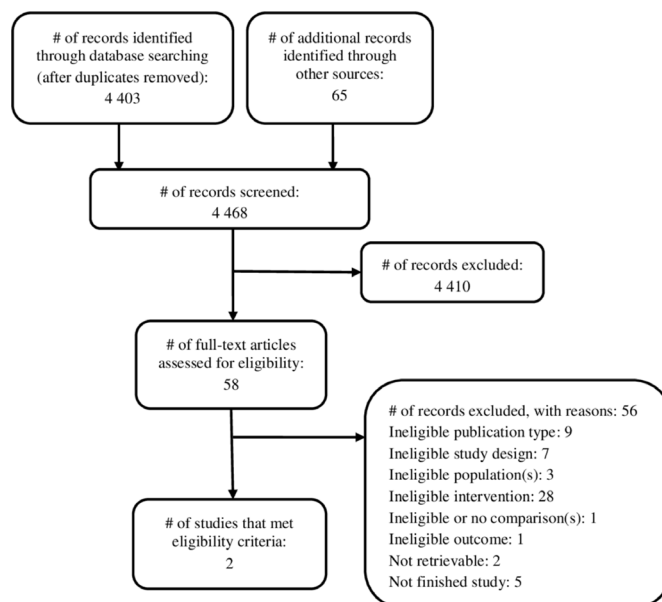 # of records identified
through database searching
(after duplicates removed):
4 403
# of additional records
identified through
other sources:
65
# of records screened:
4 468
# of records excluded:
4 410
# of full-text articles
assessed for eligibility:
58
# of records excluded, with reasons: 56
Ineligible publication type: 9
Ineligible study design: 7
Ineligible population(s): 3
Ineligible intervention: 28
Ineligible or no comparison(s): 1
Ineligible outcome: 1
Not retrievable: 2
Not finished study: 5
# of studies that met
eligibility criteria:
2